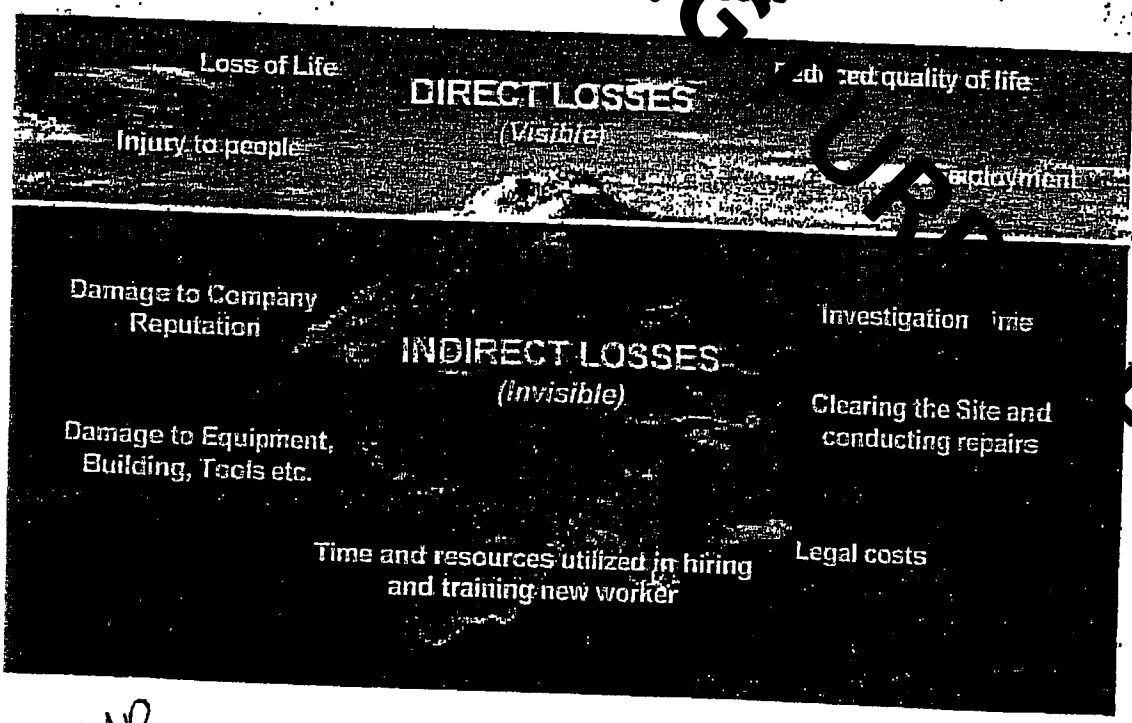 Loss of Life
DIRECT LOSSES
(Visible)
quality of life
Injury to people
Damage to Company
Reputation
INDIRECT LOSSES
(Invisible)
Investigation
Clearing the Site and
conducting repairs
Damage to Equipment,
Building, Tools etc.
Time and resources utilized in hiring
and training new worker
Legal costs